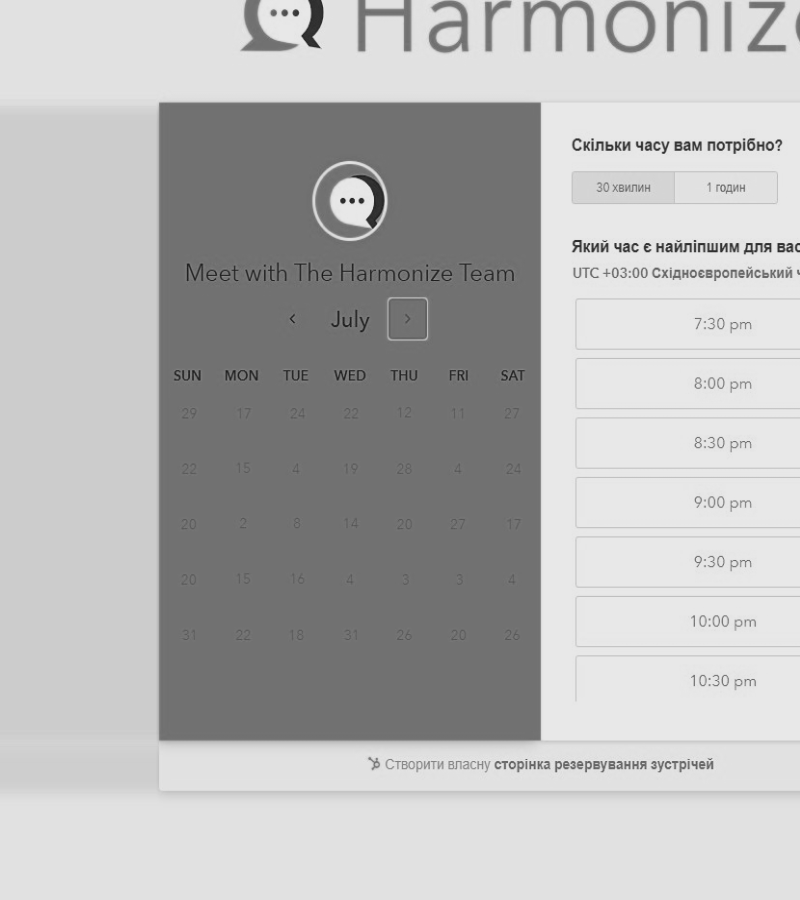 Harmonize
Meet with The Harmonize Team
July
SUN MON TUE WED THU FRI SAT
29 17 24 22 12 11 27
22 15 4 19 28 4 24
20 2 8 14 20 27 17
20 15 16 4 3 3 4
31 22 18 31 26 20 26
Скільки часу вам потрібно?
30 хвилин 1 годин
Який час є найліпшим для вас
UTC +03:00 Східноєвропейський
7:30 pm
8:00 pm
8:30 pm
9:00 pm
9:30 pm
10:00 pm
10:30 pm
Створити власну сторінка резервування зустрічей